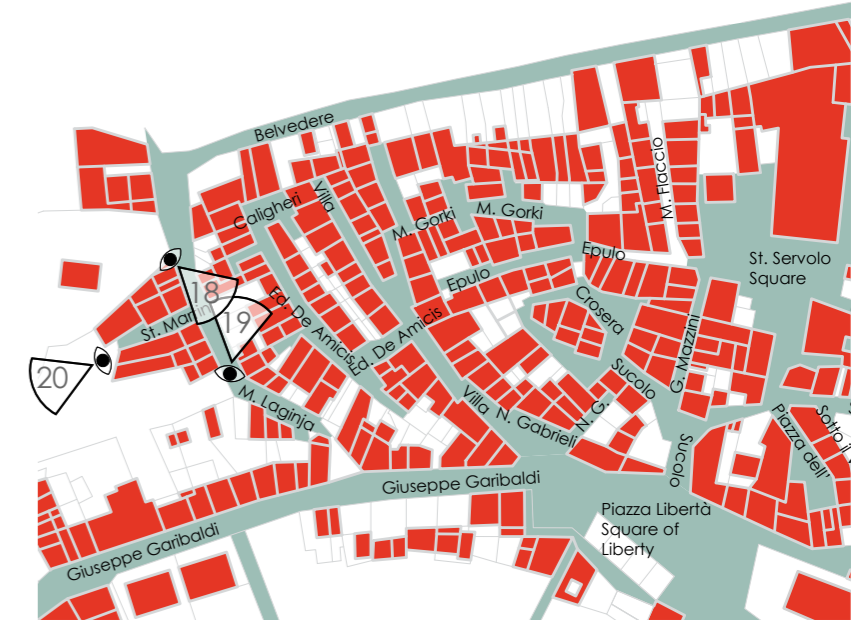 Belvedere
Caligheri
Villa
M. Gorki
M. Gorki
M. Flaccio
Epulo
Epulo
St. Servolo
Square
18
19
20
St. Martin
Ed. De Amicis
Ed. De Amicis
Crosera
G. Mazzini
Sucolo
Sucolo
M. Laginja
Villa N. Gabrieli
N. G.
Piazza dell'
Sotto il
Giuseppe Garibaldi
Giuseppe Garibaldi
Piazza Libertà
Square of
Liberty